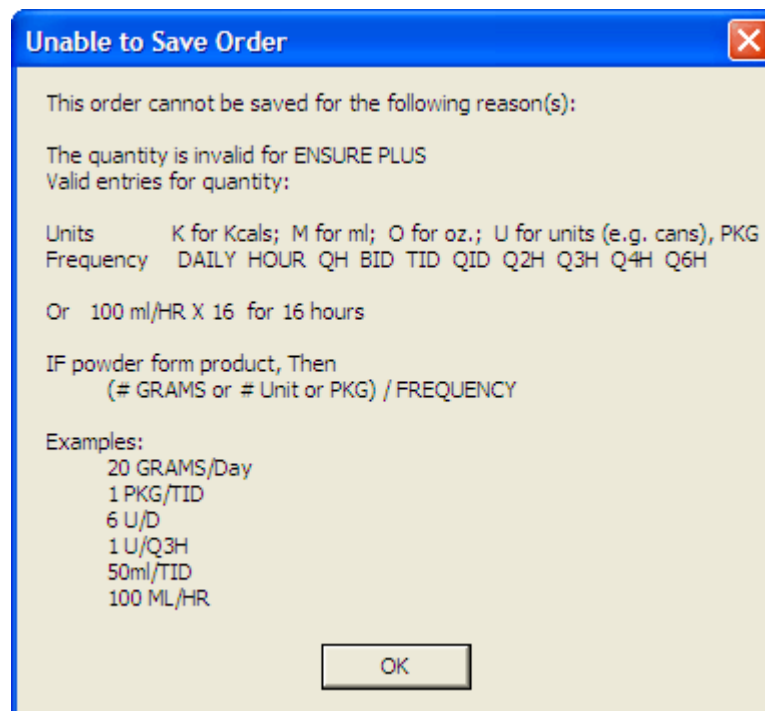 Unable to Save Order
This order cannot be saved for the following reason(s):
The quantity is invalid for ENSURE PLUS
Valid entries for quantity:
Units K for Kcals; M for ml; O for oz.; U for units (e.g. cans), PKG
Frequency DAILY HOUR QH BID TID QID Q2H Q3H Q4H Q6H
Or 100 ml/HR X 16 for 16 hours
IF powder form product, Then
(# GRAMS or # Unit or PKG) / FREQUENCY
Examples:
20 GRAMS/Day
1 PKG/TID
6 U/D
1 U/Q3H
50ml/TID
100 ML/HR
OK